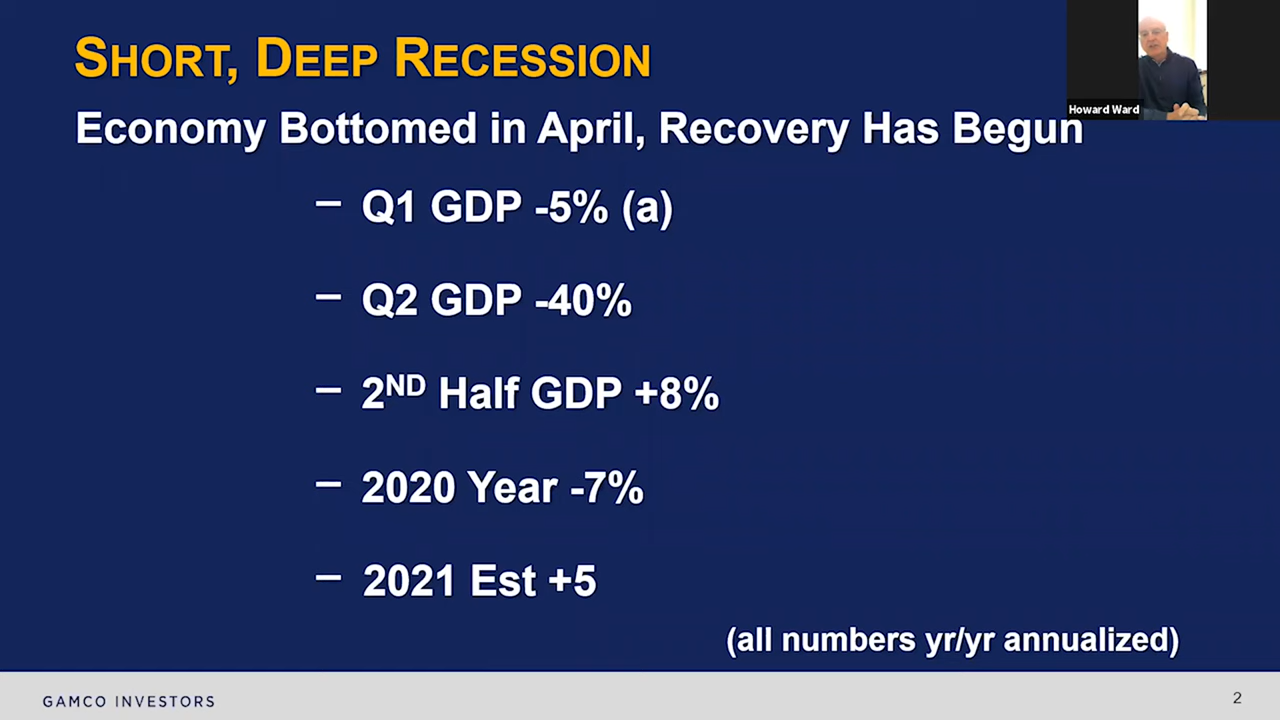 SHORT, DEEP RECESSION
Howard Ward
Economy Bottomed in April, Recovery Has Begun
– Q1 GDP -5% (a)
– Q2 GDP -40%
– 2ND Half GDP +8%
– 2020 Year -7%
– 2021 Est +5
(all numbers yr/yr annualized)
GAMCO INVESTORS
2